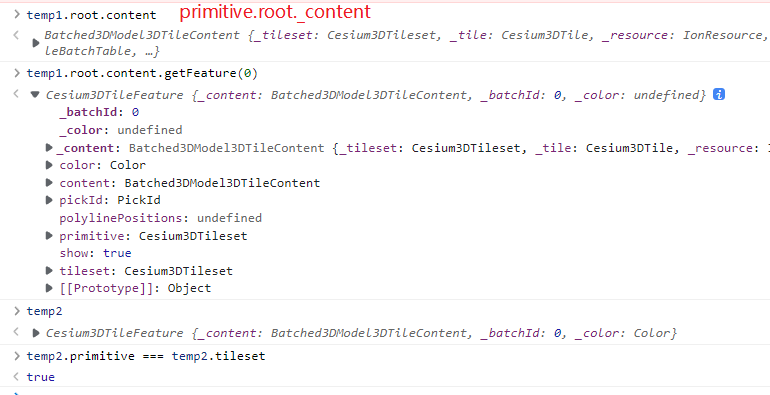 temp1.root.content primitive.root._content
Batched3DModel3DTileContent {_tileset: Cesium3DTileset, _tile: Cesium3DTile, _resource: IonResource,
leBatchTable, …}
temp1.root.content.getFeature(0)
Cesium3DTileFeature {_content: Batched3DModel3DTileContent, _batchId: 0, _color: undefined}
_batchId: 0
_color: undefined
_content: Batched3DModel3DTileContent {_tileset: Cesium3DTileset, _tile: Cesium3DTile, _resource: I
color: Color
content: Batched3DModel3DTileContent
pickId: PickId
polylinePositions: undefined
primitive: Cesium3DTileset
show: true
tileset: Cesium3DTileset
[[Prototype]]: Object
temp2
Cesium3DTileFeature {_content: Batched3DModel3DTileContent, _batchId: 0, _color: Color}
temp2.primitive === temp2.tileset
true